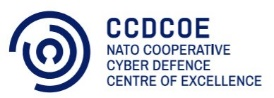 CCDCOE
NATO COOPERATIVE
CYBER DEFENCE
CENTRE OF EXCELLENCE